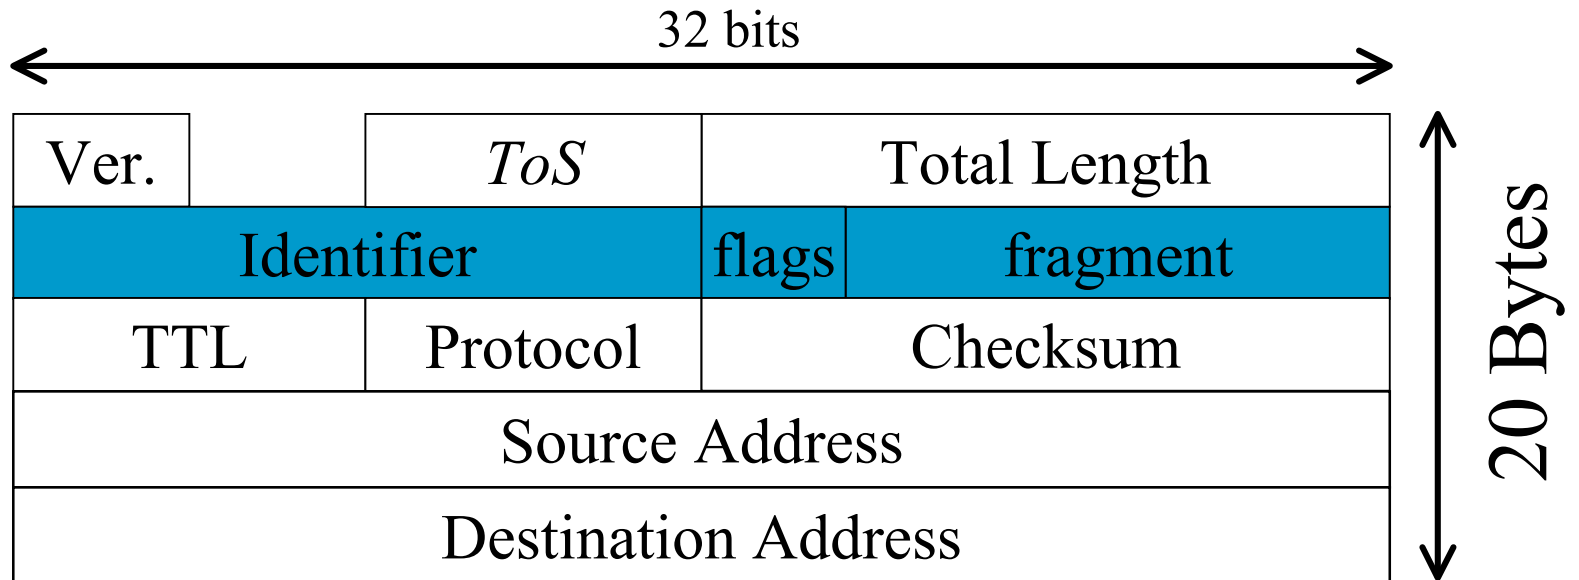 32 bits
Ver. ToS Total Length
Identifier flags fragment
TTL Protocol Checksum
Source Address
Destination Address
20 Bytes